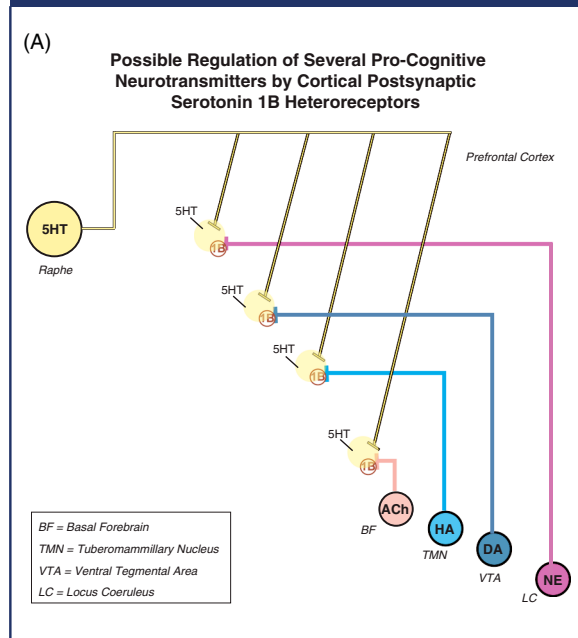 (A)
Possible Regulation of Several Pro-Cognitive
Neurotransmitters by Cortical Postsynaptic
Serotonin 1B Heteroreceptors
Prefrontal Cortex
5HT
Raphe
5HT
1B
5HT
1B
5HT
1B
5HT
1B
ACh
BF
HA
TMN
DA
VTA
NE
LC
BF = Basal Forebrain
TMN = Tuberomammillary Nucleus
VTA = Ventral Tegmental Area
LC = Locus Coeruleus